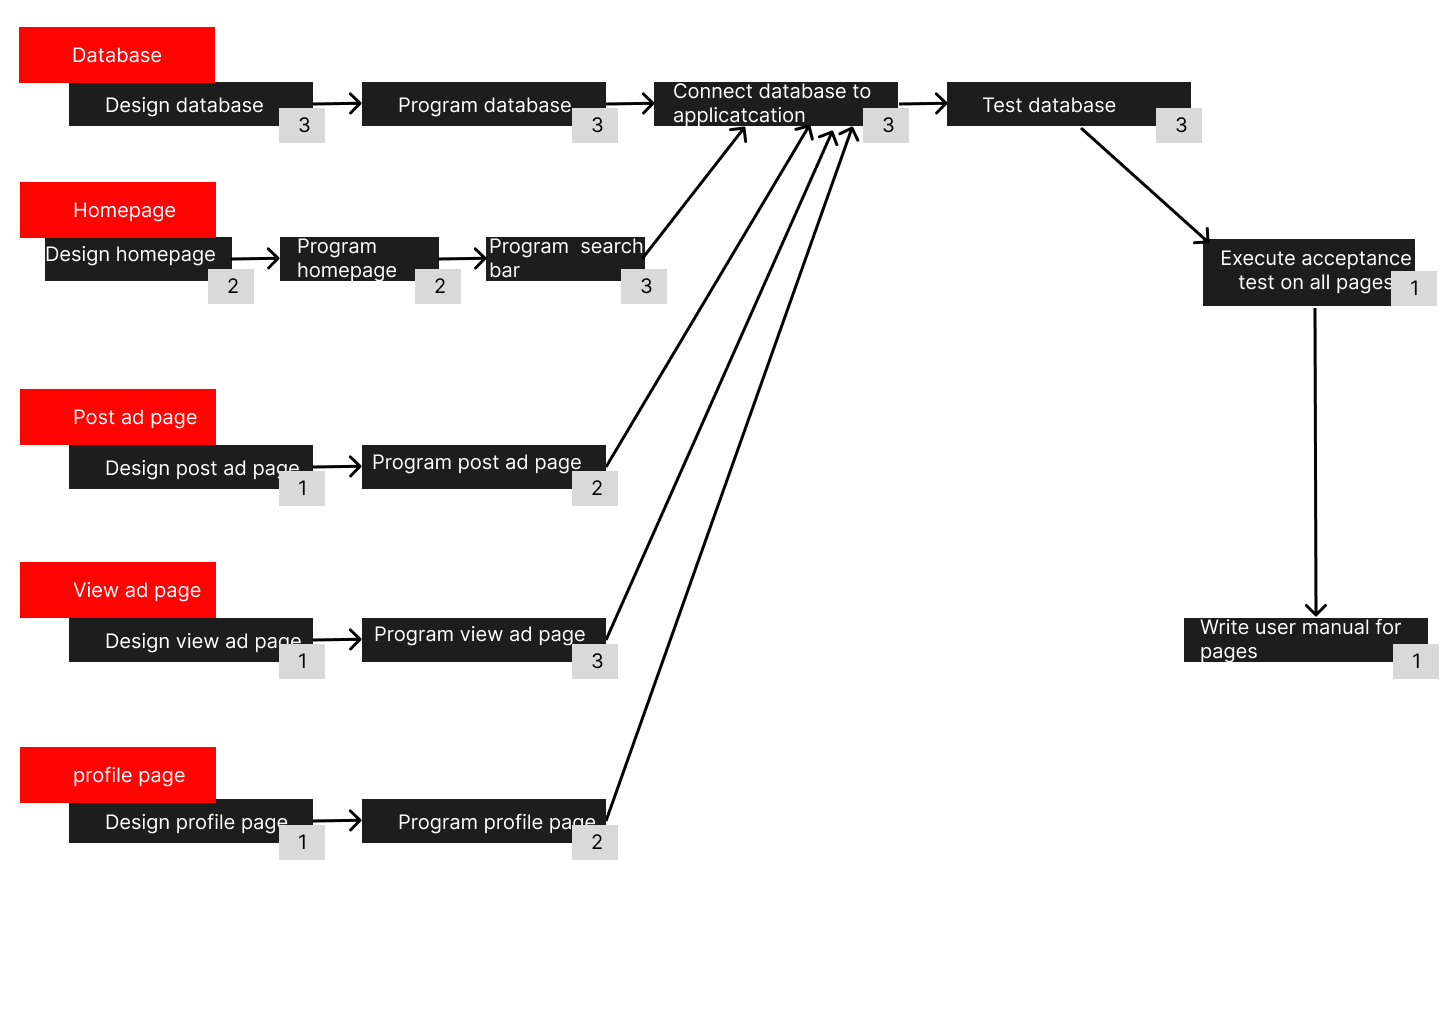 Database
Design database
3
Program database
3
Connect database to
applicatcation
3
Test database
3
Homepage
Design homepage
2
Program
homepage
2
Program search
bar
3
Execute acceptance
test on all pages
1
Post ad page
Design post ad page
1
Program post ad page
2
View ad page
Design view ad page
1
Program view ad page
3
Write user manual for
pages
1
profile page
Design profile page
1
Program profile page
2